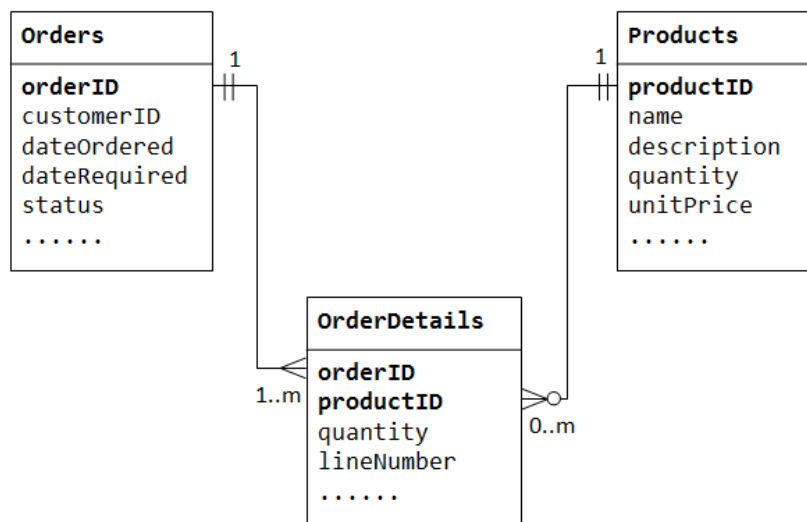 Orders
orderID
customerID
dateOrdered
dateRequired
status
......
1
1
Products
productID
name
description
quantity
unitPrice
......
OrderDetails
orderID
productID
quantity
lineNumber
......
1..m
0..m